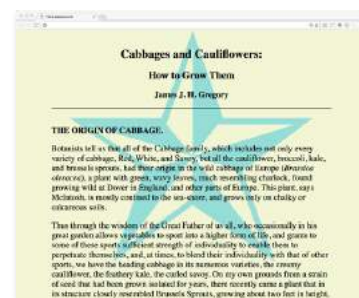 Cabbages and Cauliflowers:
How to Grow Them
James J. H. Gregory
THE ORIGIN OF CABBAGE.
Botanists tell us that all of the Cabbage family, which includes not only every
variety of cabbage, Red, White, and Savoy, but all the cauliflower, broccoli, kale,
and brussels sprouts, had their origin in the wild cabbage of Europe (Brassica
oleracea), a plant with green, wavy leaves, much resembling charlock, found
growing wild at Dover in England, and other parts of Europe. This plant, says
McIntosh, is mostly confined to the sea-shore, and grows only on chalky or
calcareous soils.
Thus through the wisdom of the Great Father of us all, who occasionally in his
great garden allows vegetables to sport into a higher form of life, and grants to
some of these sports sufficient strength of individuality to enable them to
perpetuate themselves, and, at times, to blend their individuality with that of other
sports, we have the heading cabbage in its numerous varieties, the creamy
cauliflower, the feathery kale, the curled savoy. On my own grounds from a strain
of seed that had been grown isolated for years, there recently came a plant that in
its structure closely resembled Brussels Sprouts, growing about two feet in height,